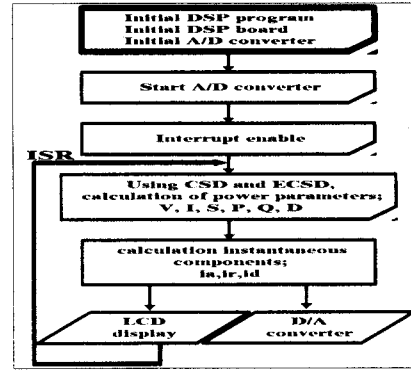 Initial DSP program
Initial DSP board
Initial A/D converter
Start A/D converter
Interrupt enable
ISR
Using CSD and ECSD,
calculation of power parameters;
V, I, S, P, Q, D
calculation instantaneous
components;
ia,ir,id
LCD
display
D/A
converter